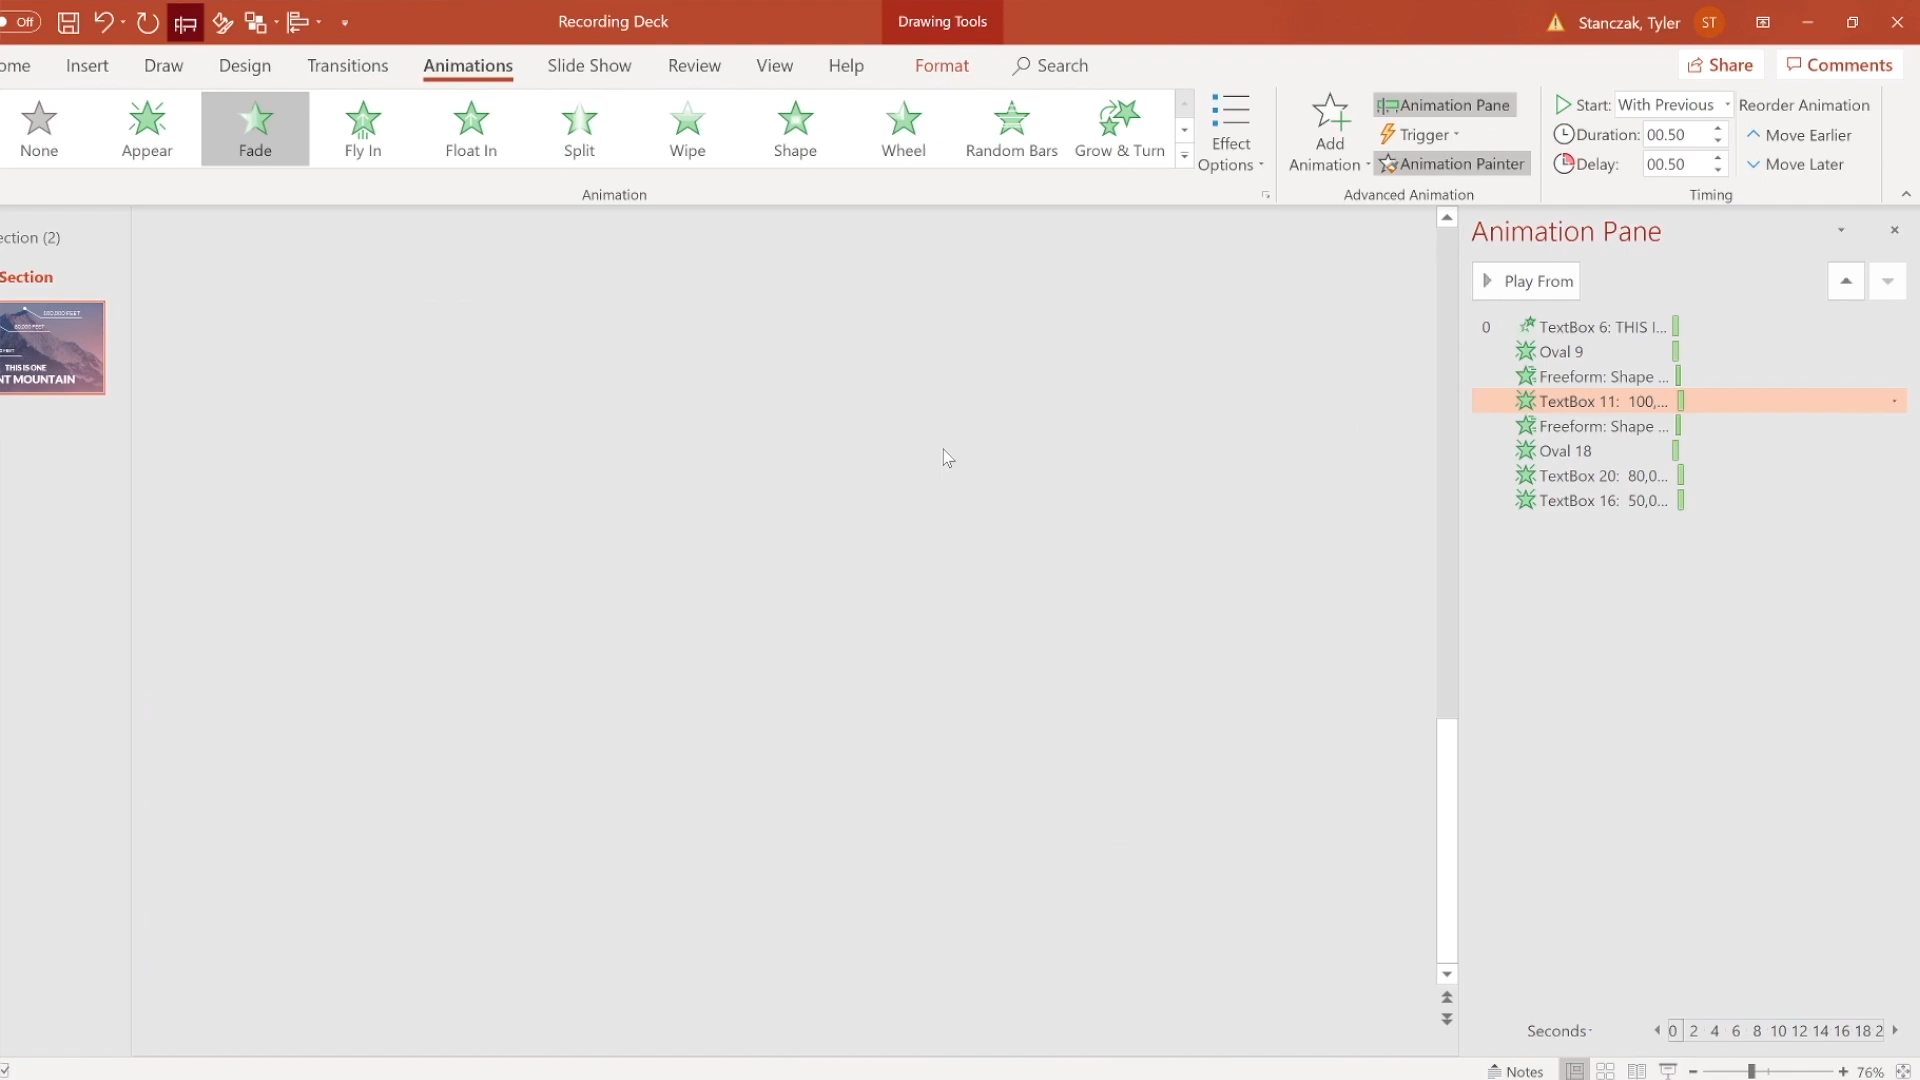 Off
Recording Deck
Drawing Tools
Stanczak, Tyler
ST
ome
Insert
Draw
Design
Transitions
Animations
Slide Show
Review
View
Help
Format
Search
Share
Comments
None
Appear
Fade
Fly In
Float In
Split
Wipe
Shape
Wheel
Random Bars
Grow & Turn
Effect
Options
Add
Animation
Animation Pane
Trigger
Animation Painter
Start: With Previous
Duration: 00.50
Delay: 00.50
Reorder Animation
Move Earlier
Move Later
Animation
Advanced Animation
Timing
ection (2)
Section
80,000 FEET
THIS IS ONE
NT MOUNTAIN
Animation Pane
Play From
0 TextBox 6: THIS I...
Oval 9
Freeform: Shape ...
TextBox 11: 100,...
Freeform: Shape ...
Oval 18
TextBox 20: 80,0...
TextBox 16: 50,0...
Seconds
0 2 4 6 8 10 12 14 16 18 2
Notes
76%